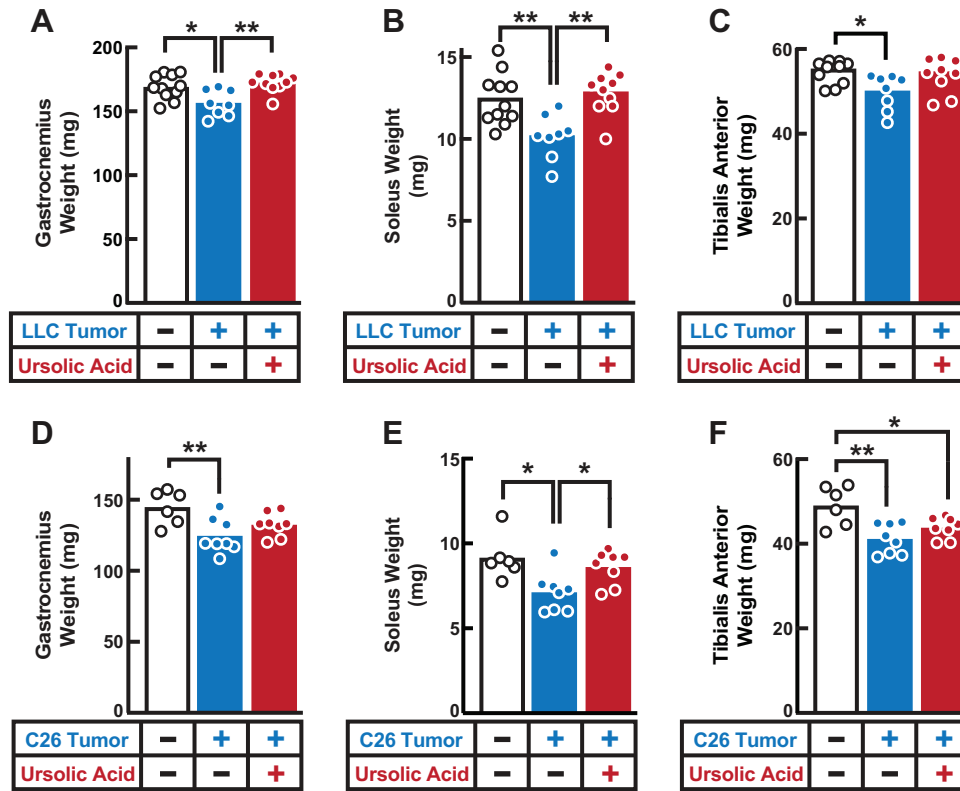 A
* **
Gastrocnemius
Weight (mg)
200
150
100
50
0
LLC Tumor − + +
Ursolic Acid − − +
B
** **
Soleus Weight
(mg)
15
10
5
0
LLC Tumor − + +
Ursolic Acid − − +
C
*
Tibialis Anterior
Weight (mg)
60
40
20
0
LLC Tumor − + +
Ursolic Acid − − +
D
**
Gastrocnemius
Weight (mg)
150
100
50
0
C26 Tumor − + +
Ursolic Acid − − +
E
* *
Soleus Weight
(mg)
15
10
5
0
C26 Tumor − + +
Ursolic Acid − − +
F
*
**
Tibialis Anterior
Weight (mg)
60
40
20
0
C26 Tumor − + +
Ursolic Acid − − +